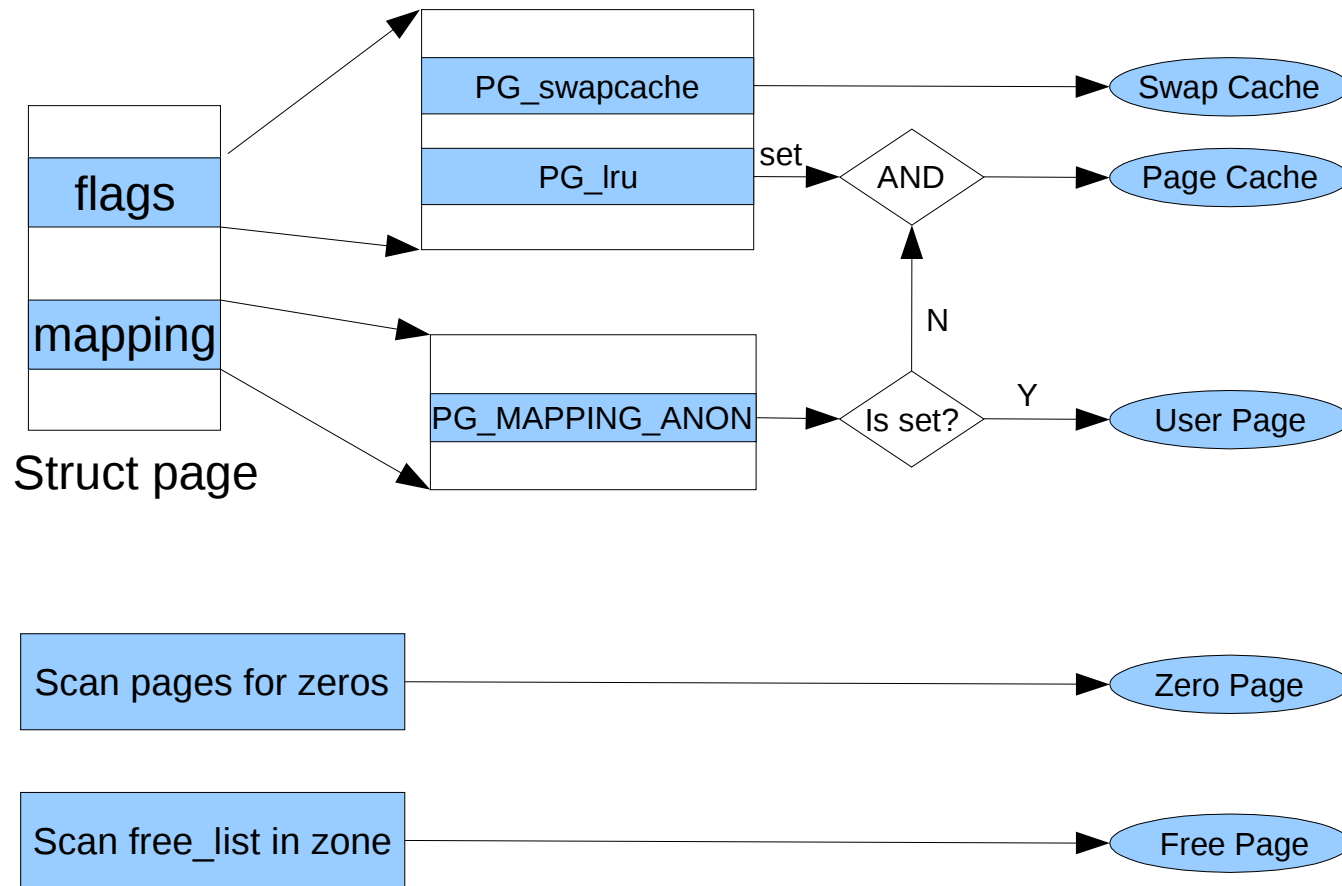 PG_swapcache
Swap Cache
set
PG_lru
AND
Page Cache
flags
N
mapping
Y
PG_MAPPING_ANON
Is set?
User Page
Struct page
Scan pages for zeros
Zero Page
Scan free_list in zone
Free Page